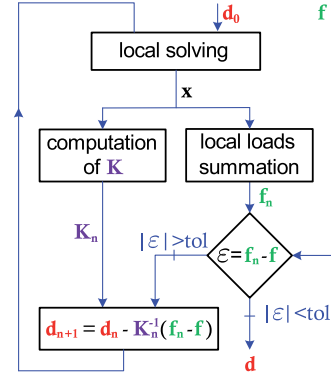 d₀
f
local solving
x
computation
of K
local loads
summation
fₙ
Kₙ
|ε|>tol
ε=fₙ-f
dₙ₊₁ = dₙ - Kₙ⁻¹(fₙ-f)
|ε|<tol
d